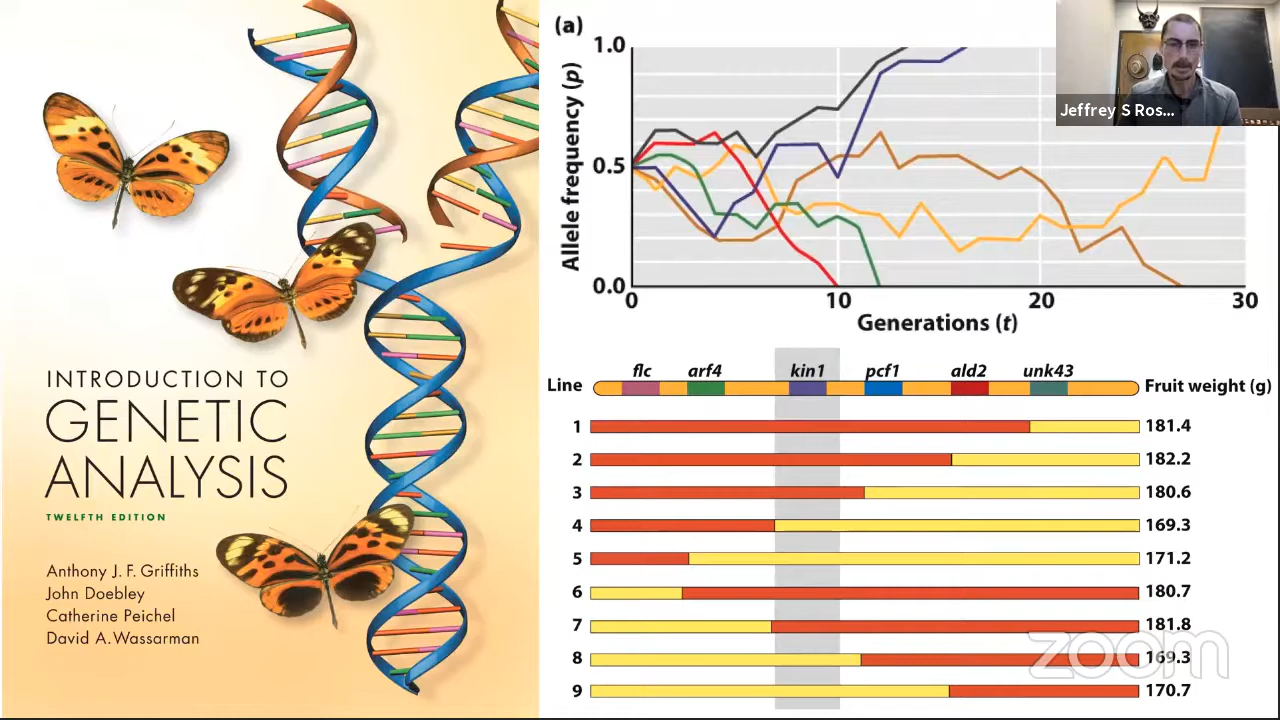 INTRODUCTION TO
GENETIC
ANALYSIS
TWELFTH EDITION
Anthony J. F. Griffiths
John Doebley
Catherine Peichel
David A. Wassarman
(a)
1.0
0.5
0.0
Allele frequency (p)
0 10 20 30
Generations (t)
Jeffrey S Ros...
Line flc arf4 kin1 pcf1 ald2 unk43 Fruit weight (g)
1 181.4
2 182.2
3 180.6
4 169.3
5 171.2
6 180.7
7 181.8
8 169.3
9 170.7
zoom